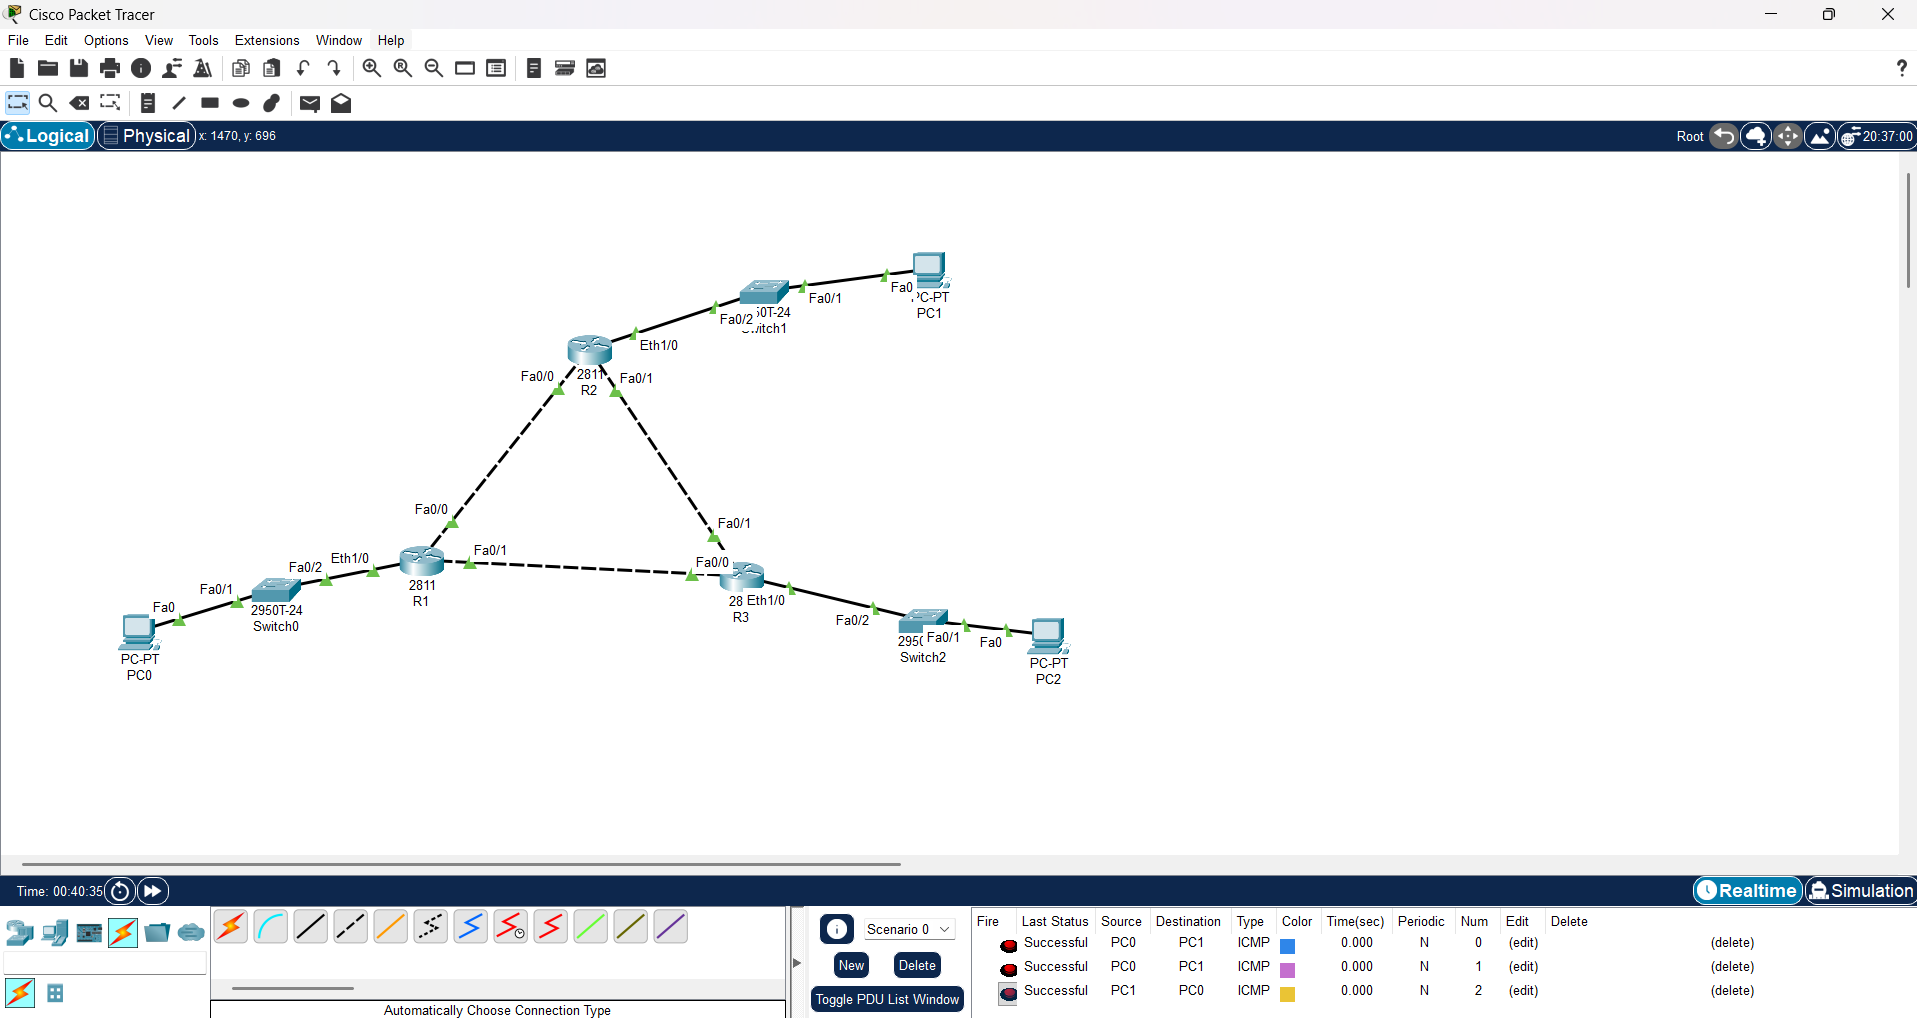 Cisco Packet Tracer
File Edit Options View Tools Extensions Window Help
Logical Physical x: 1470, y: 696 Root 20:37:00
PC-PT
PC1
Fa0
Fa0/1
50T-24
Fa0/2
witch1
Eth1/0
2811
R2
Fa0/0
Fa0/1
Fa0/0
Fa0/1
Fa0/1
Fa0/0
Eth1/0
2811
R1
Fa0/2
Fa0/1
2950T-24
Switch0
Fa0
PC-PT
PC0
28 Eth1/0
R3
Fa0/2
295 Fa0/1
Switch2
Fa0
PC-PT
PC2
Time: 00:40:35 Realtime Simulation
Scenario 0
New Delete
Toggle PDU List Window
Automatically Choose Connection Type
Fire Last Status Source Destination Type Color Time(sec) Periodic Num Edit Delete
Successful PC0 PC1 ICMP 0.000 N 0 (edit) (delete)
Successful PC0 PC1 ICMP 0.000 N 1 (edit) (delete)
Successful PC1 PC0 ICMP 0.000 N 2 (edit) (delete)